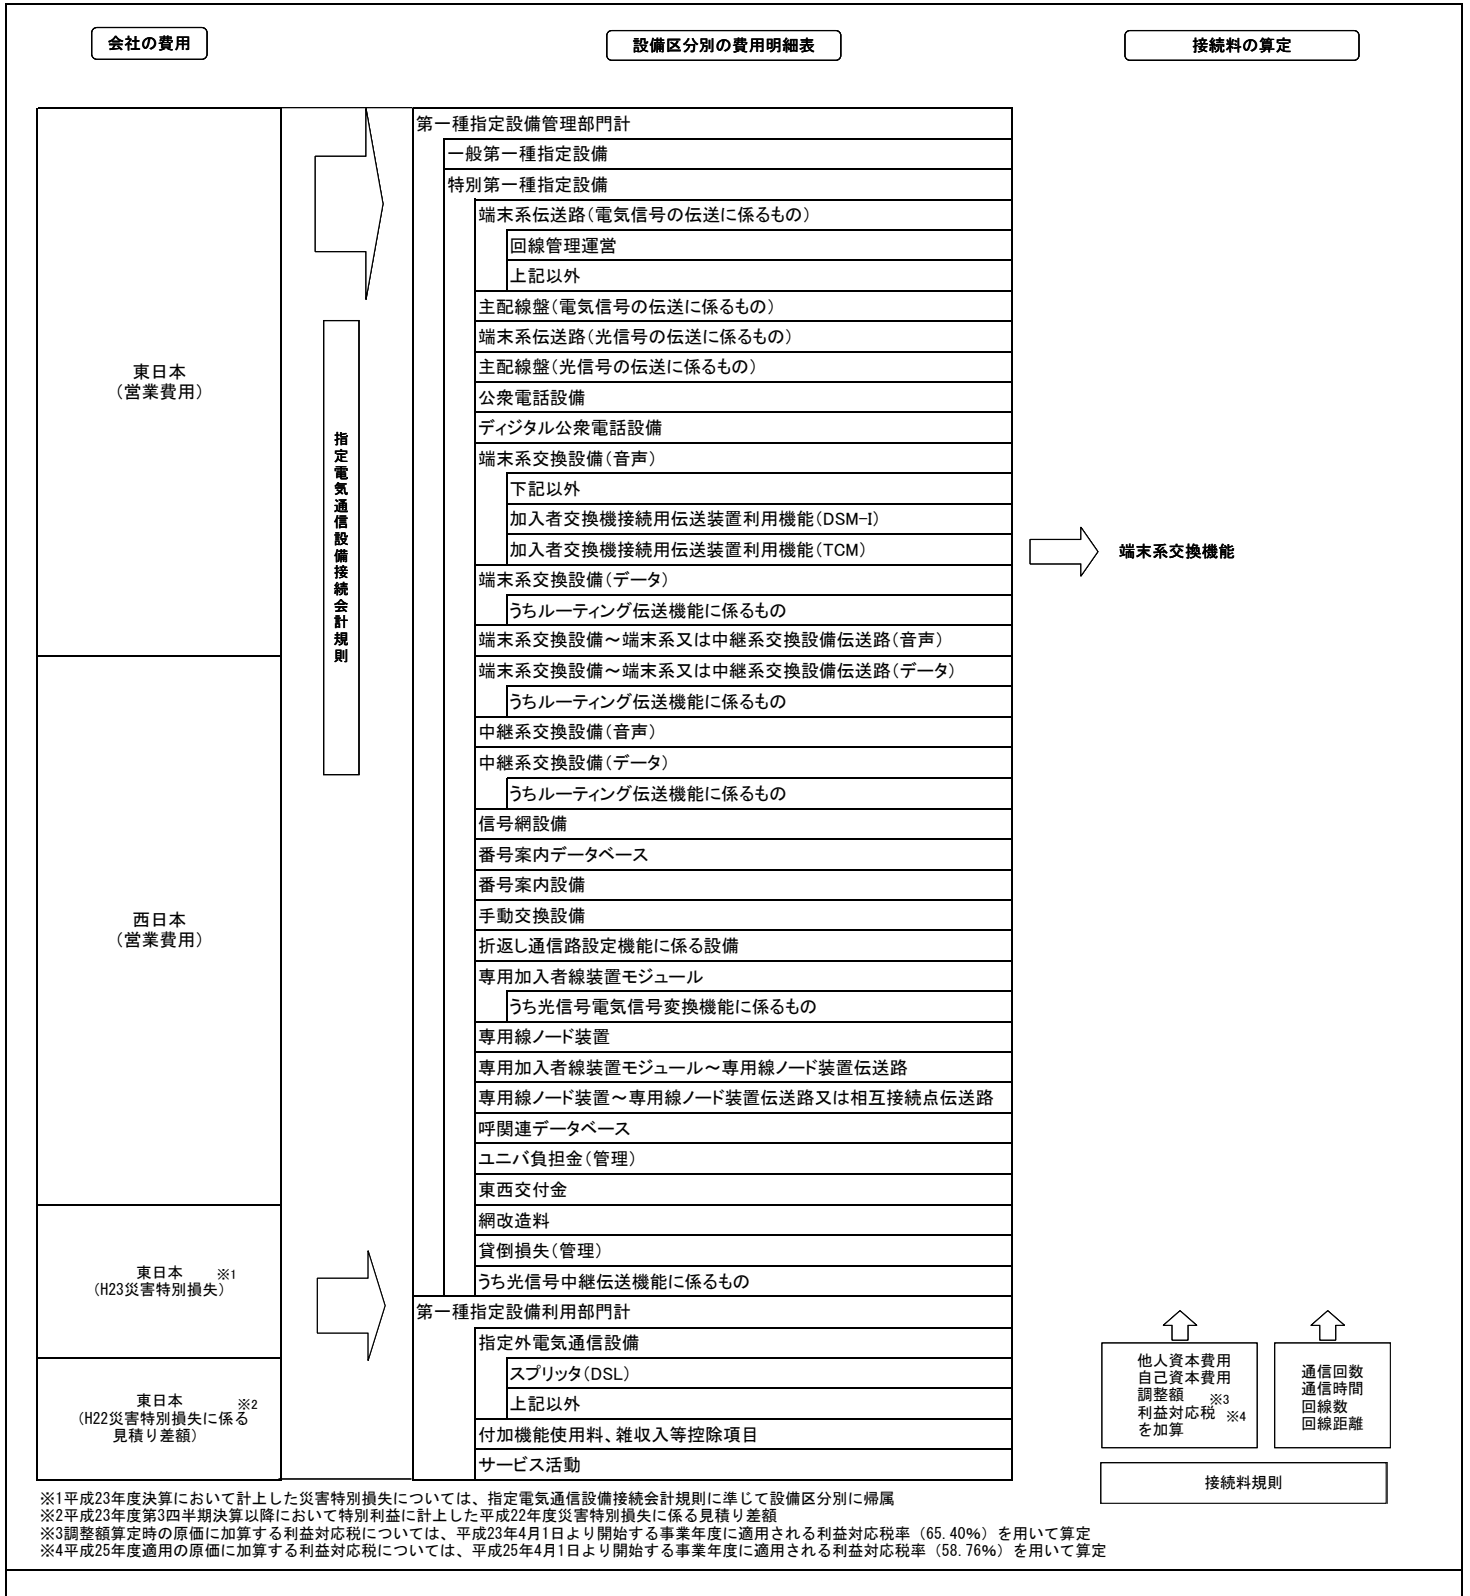 会社の費用
設備区分別の費用明細表
接続料の算定
東日本
(営業費用)
西日本
(営業費用)
東日本 ※1
(H23災害特別損失)
東日本 ※2
(H22災害特別損失に係る
見積り差額)
指定電気通信設備接続会計規則
第一種指定設備管理部門計
一般第一種指定設備
特別第一種指定設備
端末系伝送路(電気信号の伝送に係るもの)
回線管理運営
上記以外
主配線盤(電気信号の伝送に係るもの)
端末系伝送路(光信号の伝送に係るもの)
主配線盤(光信号の伝送に係るもの)
公衆電話設備
ディジタル公衆電話設備
端末系交換設備(音声)
下記以外
加入者交換機接続用伝送装置利用機能(DSM-I)
加入者交換機接続用伝送装置利用機能(TCM)
端末系交換設備(データ)
うちルーティング伝送機能に係るもの
端末系交換設備～端末系又は中継系交換設備伝送路(音声)
端末系交換設備～端末系又は中継系交換設備伝送路(データ)
うちルーティング伝送機能に係るもの
中継系交換設備(音声)
中継系交換設備(データ)
うちルーティング伝送機能に係るもの
信号網設備
番号案内データベース
番号案内設備
手動交換設備
折返し通信路設定機能に係る設備
専用加入者線装置モジュール
うち光信号電気信号変換機能に係るもの
専用線ノード装置
専用加入者線装置モジュール～専用線ノード装置伝送路
専用線ノード装置～専用線ノード装置伝送路又は相互接続点伝送路
呼関連データベース
ユニバ負担金(管理)
東西交付金
網改造料
貸倒損失(管理)
うち光信号中継伝送機能に係るもの
第一種指定設備利用部門計
指定外電気通信設備
スプリッタ(DSL)
上記以外
付加機能使用料、雑収入等控除項目
サービス活動
端末系交換機能
他人資本費用
自己資本費用
調整額 ※3
利益対応税 ※4
を加算
通信回数
通信時間
回線数
回線距離
接続料規則
※1平成23年度決算において計上した災害特別損失については、指定電気通信設備接続会計規則に準じて設備区分別に帰属
※2平成23年度第3四半期決算以降において特別利益に計上した平成22年度災害特別損失に係る見積り差額
※3調整額算定時の原価に加算する利益対応税については、平成23年4月1日より開始する事業年度に適用される利益対応税率(65.40%)を用いて算定
※4平成25年度適用の原価に加算する利益対応税については、平成25年4月1日より開始する事業年度に適用される利益対応税率(58.76%)を用いて算定